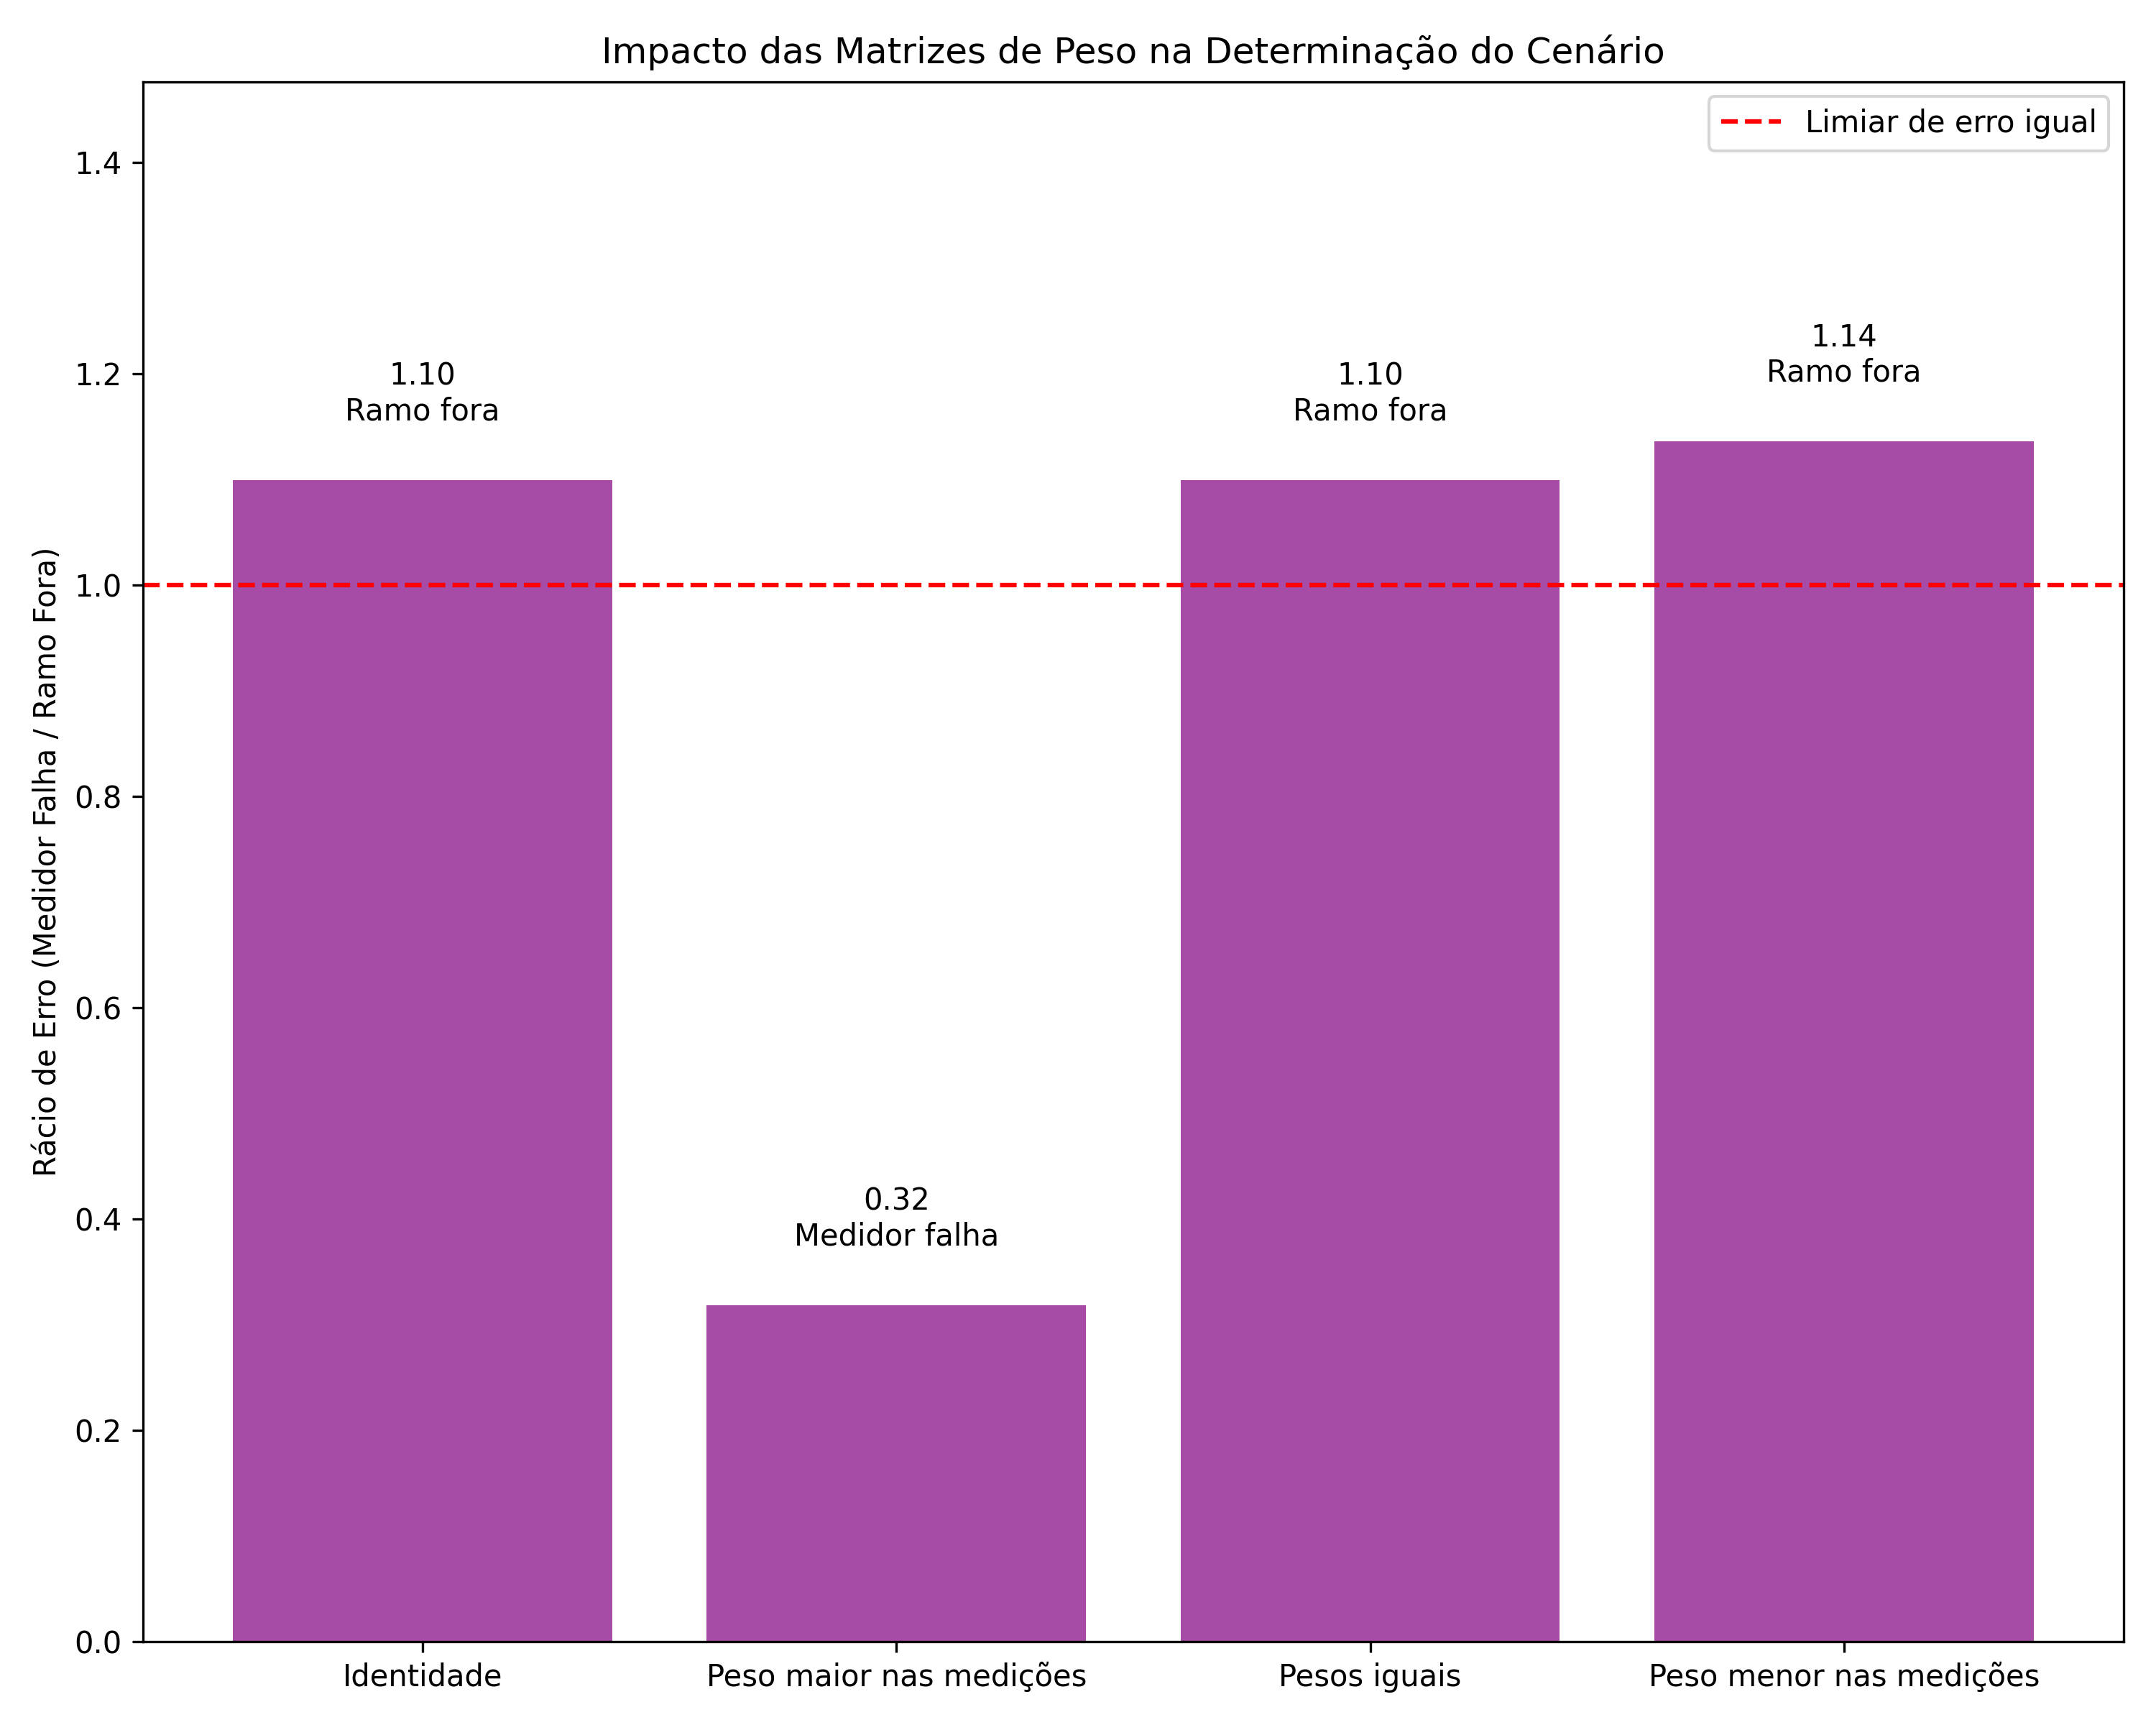 Impacto das Matrizes de Peso na Determinação do Cenário
Limiar de erro igual
Rácio de Erro (Medidor Falha / Ramo Fora)
1.4
1.2
1.0
0.8
0.6
0.4
0.2
0.0
1.10
Ramo fora
0.32
Medidor falha
1.10
Ramo fora
1.14
Ramo fora
Identidade
Peso maior nas medições
Pesos iguais
Peso menor nas medições